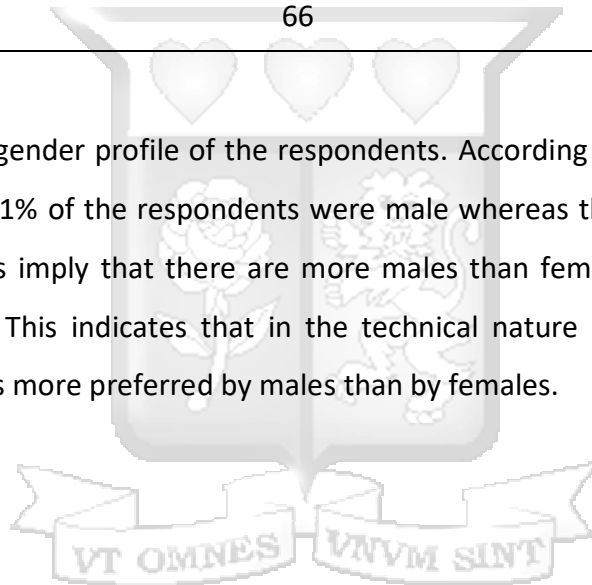 66
gender profile of the respondents. According
1% of the respondents were male whereas th
s imply that there are more males than fem
This indicates that in the technical nature
s more preferred by males than by females.
VT OMNES VNVM SINT